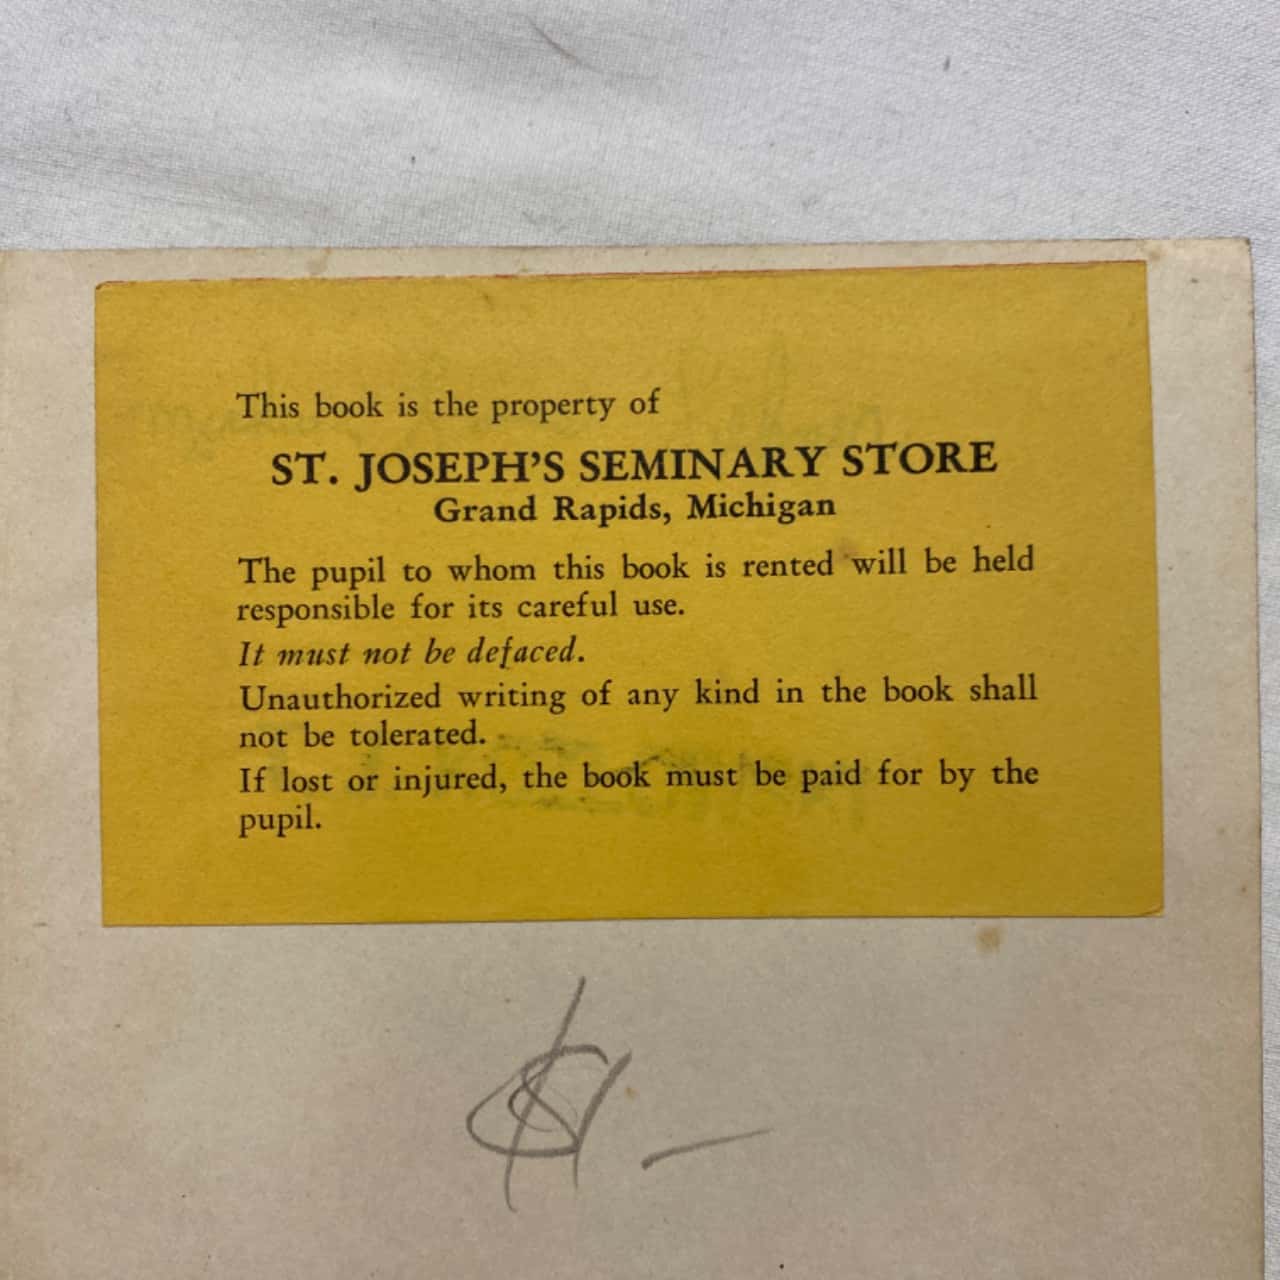 This book is the property of
ST. JOSEPH'S SEMINARY STORE
Grand Rapids, Michigan
The pupil to whom this book is rented will be held
responsible for its careful use.
It must not be defaced.
Unauthorized writing of any kind in the book shall
not be tolerated.
If lost or injured, the book must be paid for by the
pupil.